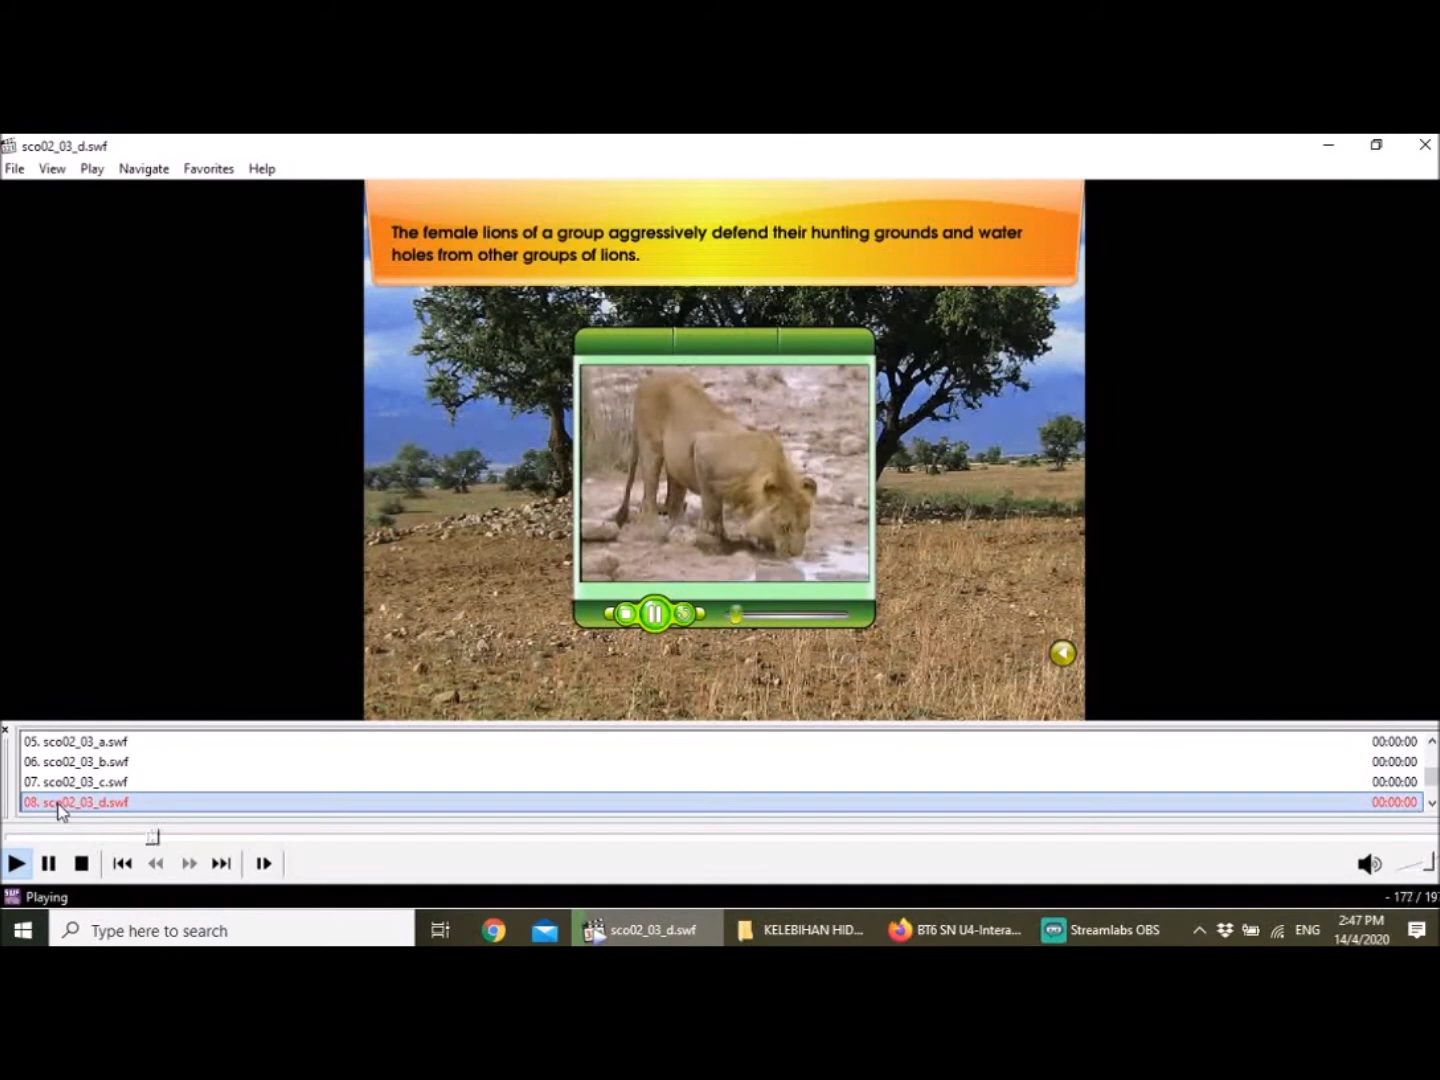 sco02_03_d.swf
File View Play Navigate Favorites Help
The female lions of a group aggressively defend their hunting grounds and water
holes from other groups of lions.
05. sco02_03_a.swf 00:00:00
06. sco02_03_b.swf 00:00:00
07. sco02_03_c.swf 00:00:00
08. sco02_03_d.swf 00:00:00
Playing - 177 / 19
Type here to search sco02_03_d.swf KELEBIHAN HID... BT6 SN U4-Intera... Streamlabs OBS ENG 2:47 PM
14/4/2020